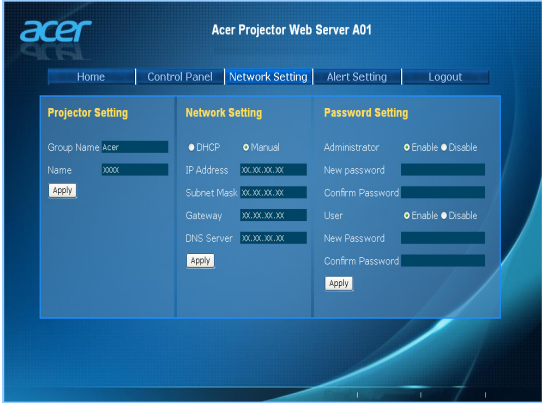 acer
Acer Projector Web Server A01
Home
Control Panel
Network Setting
Alert Setting
Logout
Projector Setting
Group Name Acer
Name XXXX
Apply
Network Setting
DHCP Manual
IP Address XX.XX.XX.XX
Subnet Mask XX.XX.XX.XX
Gateway XX.XX.XX.XX
DNS Server XX.XX.XX.XX
Apply
Password Setting
Administrator Enable Disable
New password
Confirm Password
User Enable Disable
New Password
Confirm Password
Apply